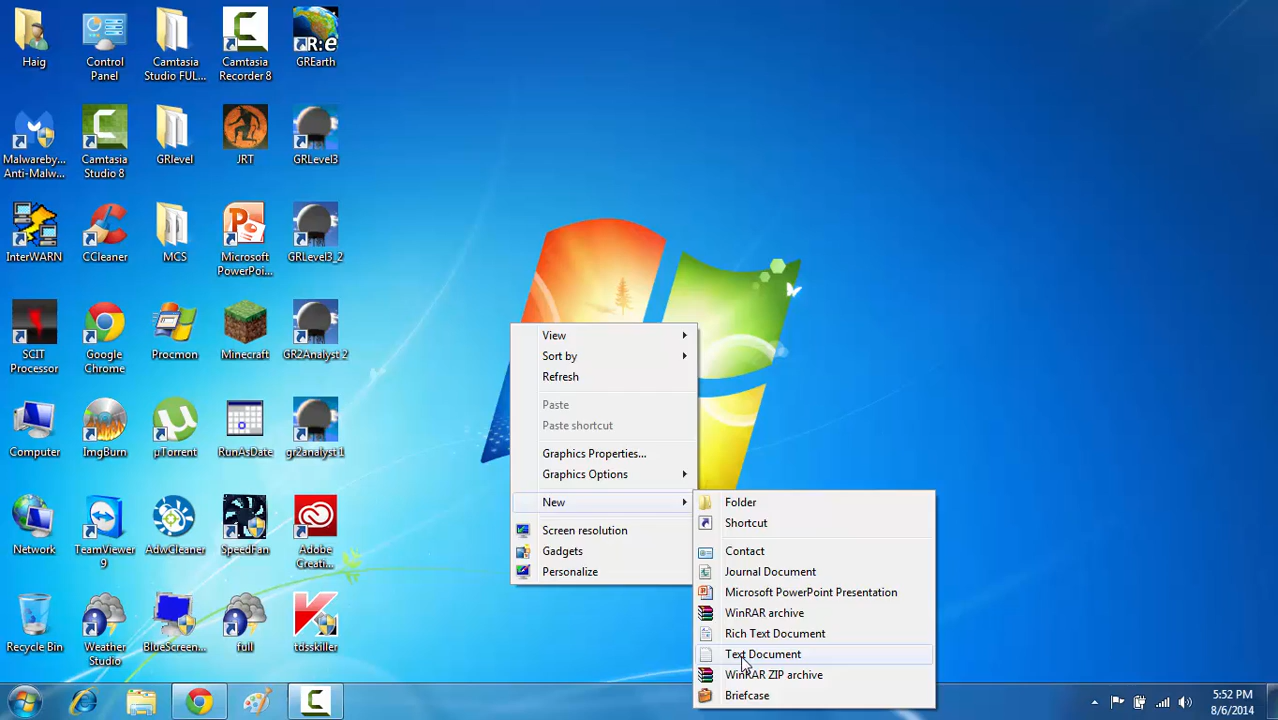 Haig
Control
Panel
Camtasia
Studio FUL...
Camtasia
Recorder 8
R:e
GREarth
Malwareby...
Anti-Malw...
Camtasia
Studio 8
GRlevel
JRT
GRLevel3
InterWARN
CCleaner
MCS
Microsoft
PowerPoi...
GRLevel3_2
SCIT
Processor
Google
Chrome
Procmon
Minecraft
GR2Analyst 2
Computer
ImgBurn
µTorrent
RunAsDate
gr2analyst1
Network
TeamViewer
9
AdwCleaner
SpeedFan
Adobe
Creati...
Recycle Bin
Weather
Studio
BlueScreen...
full
tdsskiller
View
Sort by
Refresh
Paste
Paste shortcut
Graphics Properties...
Graphics Options
New
Screen resolution
Gadgets
Personalize
Folder
Shortcut
Contact
Journal Document
Microsoft PowerPoint Presentation
WinRAR archive
Rich Text Document
Text Document
WinRAR ZIP archive
Briefcase
5:52 PM
8/6/2014